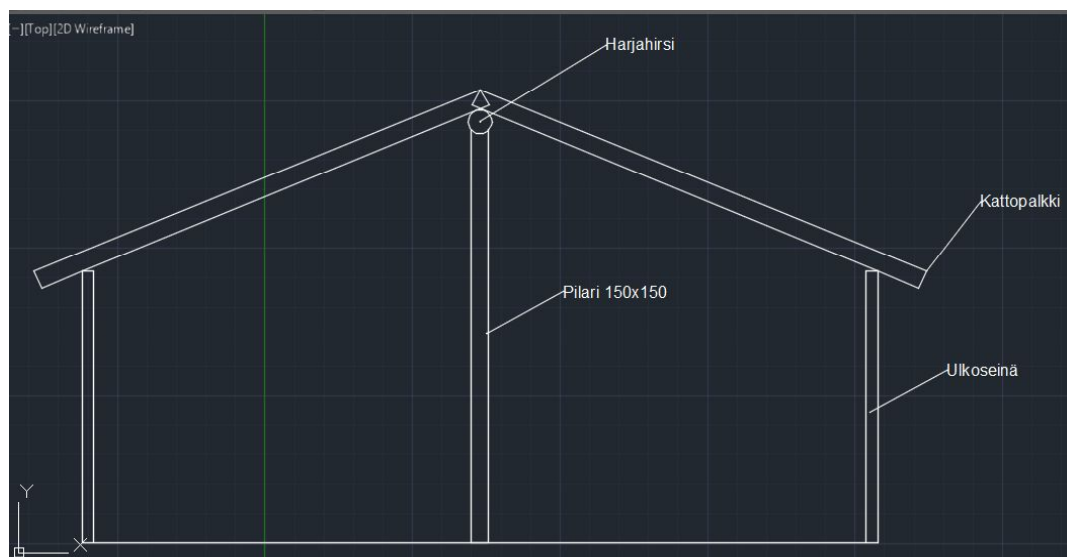 [−][Top][2D Wireframe]
Harjahirsi
Kattopalkki
Pilari 150x150
Ulkoseinä
Y
X